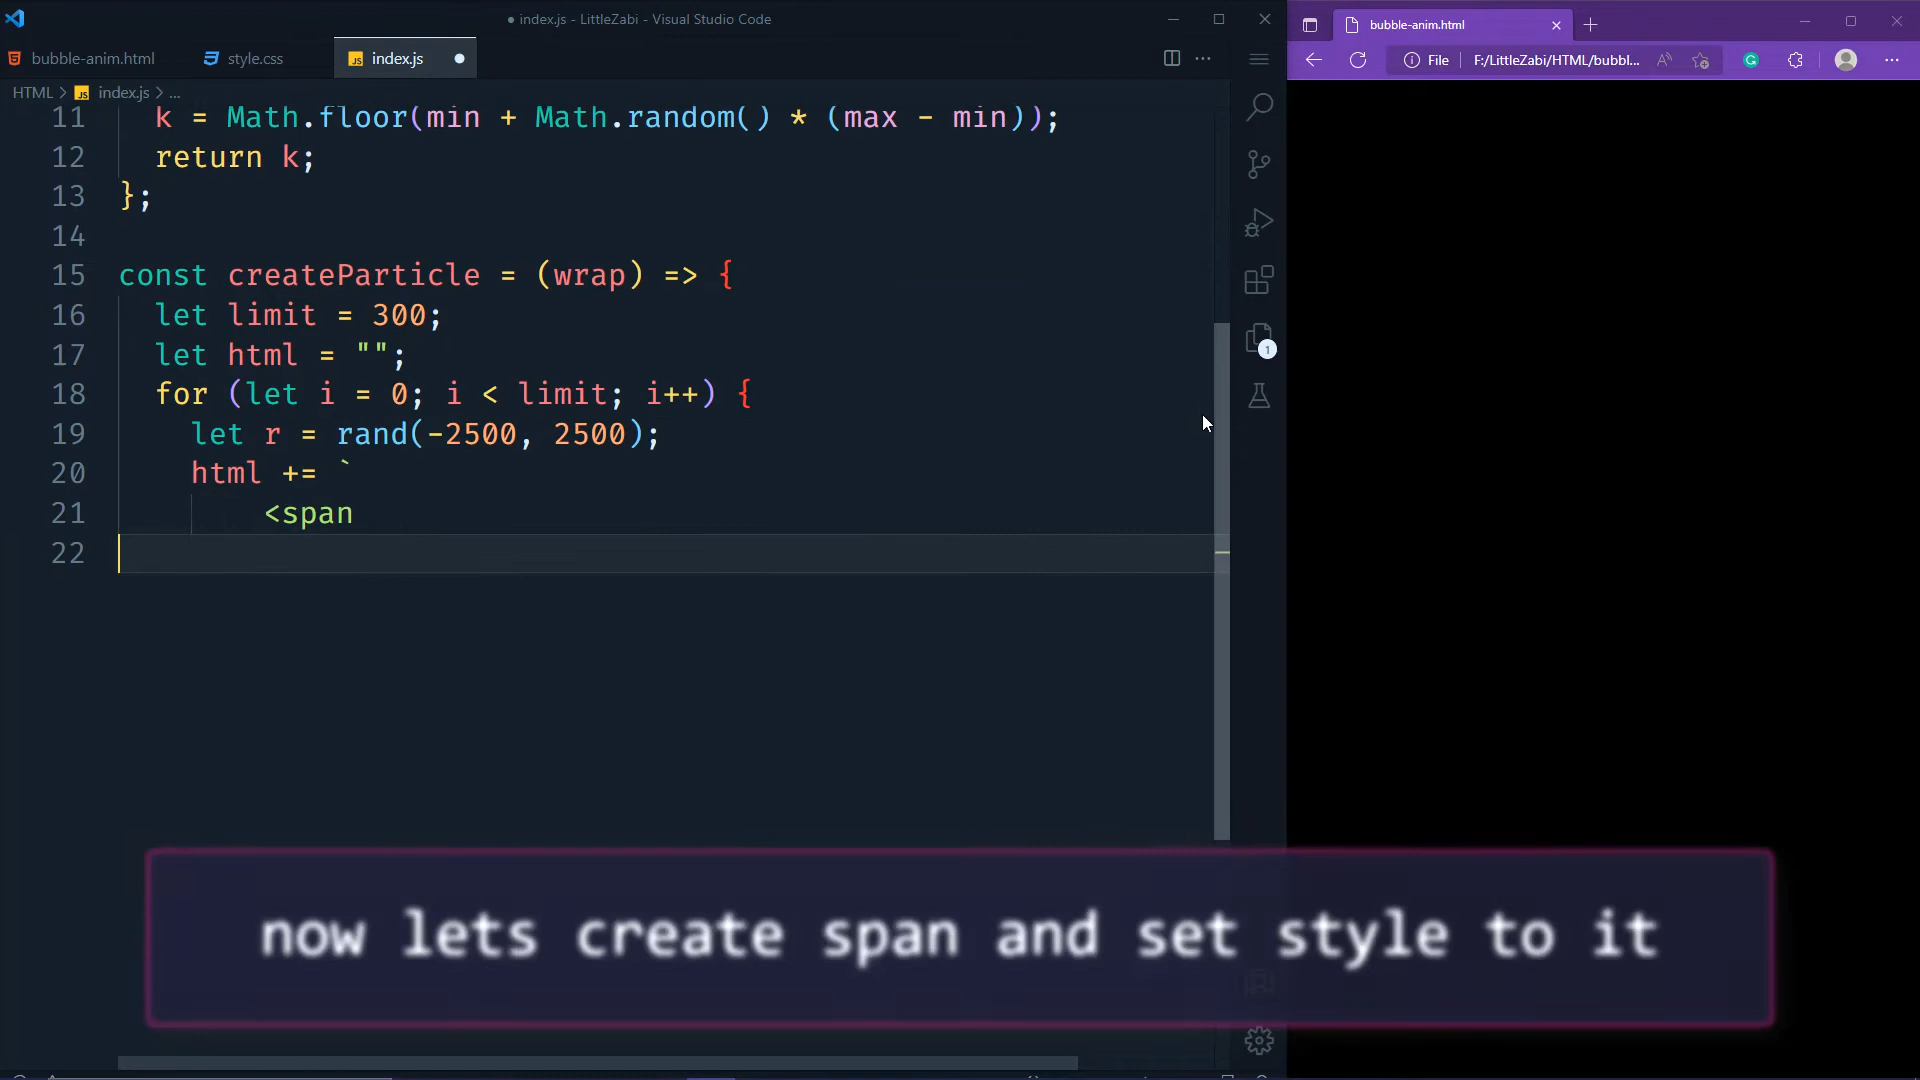 ● index.js - LittleZabi - Visual Studio Code
bubble-anim.html
style.css
JS index.js
HTML > JS index.js > ...
11 k = Math.floor(min + Math.random() * (max - min));
12 return k;
13 };
14
15 const createParticle = (wrap) => {
16 let limit = 300;
17 let html = "";
18 for (let i = 0; i < limit; i++) {
19 let r = rand(-2500, 2500);
20 html += `
21 <span
22
1
bubble-anim.html
File F:/LittleZabi/HTML/bubbl...
now lets create span and set style to it